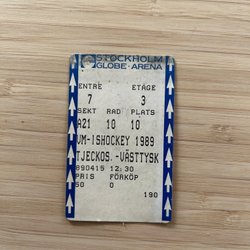 STOCKHOLM
GLOBE-ARENA
ENTRE ETAGE
7 3
SEKT RAD PLATS
A21 10 10
VM-ISHOCKEY 1989
TJECKOS.-VÄSTTYSK
890415 12:30
PRIS FÖRKÖP
50 0
190